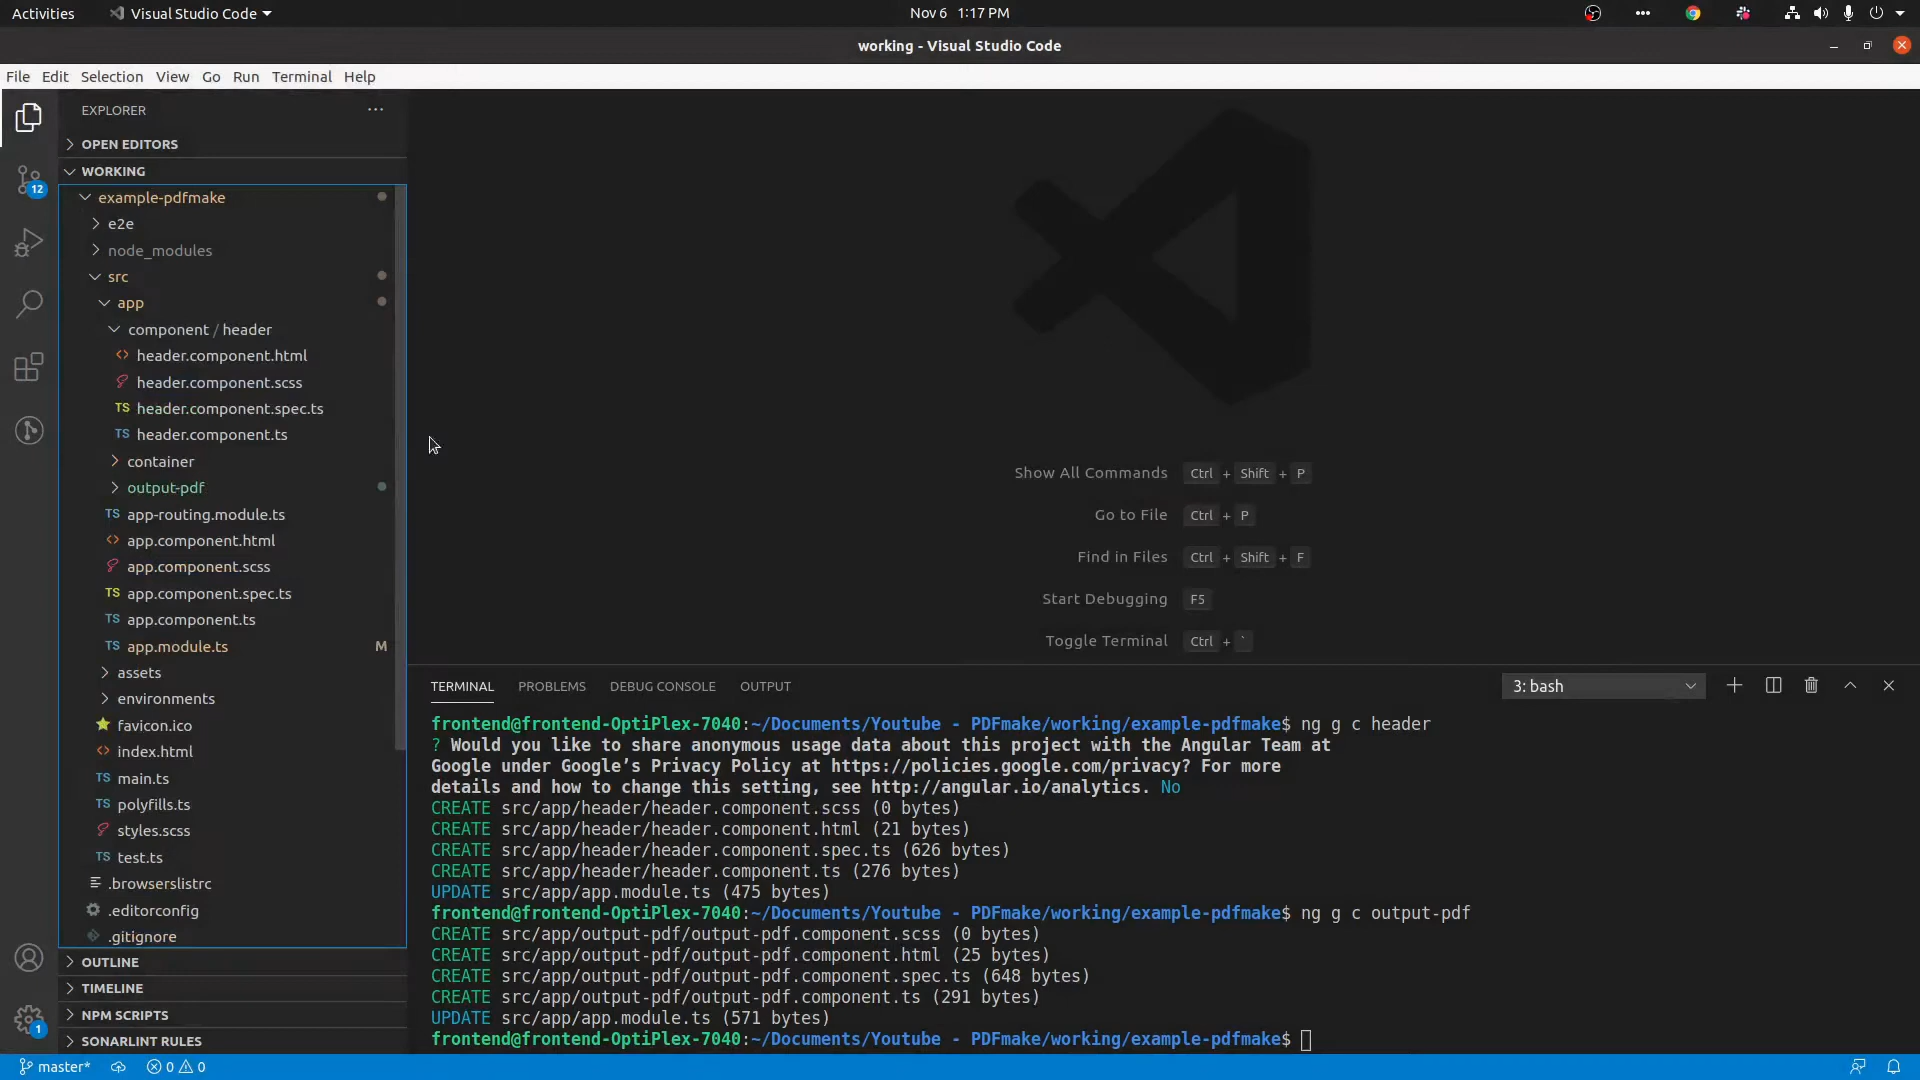 Activities
Visual Studio Code
Nov 6 1:17 PM
working - Visual Studio Code
File Edit Selection View Go Run Terminal Help
EXPLORER
OPEN EDITORS
WORKING
12
example-pdfmake
e2e
node_modules
src
app
component / header
<> header.component.html
header.component.scss
TS header.component.spec.ts
TS header.component.ts
container
output-pdf
TS app-routing.module.ts
<> app.component.html
app.component.scss
TS app.component.spec.ts
TS app.component.ts
TS app.module.ts M
assets
environments
favicon.ico
<> index.html
TS main.ts
TS polyfills.ts
styles.scss
TS test.ts
.browserslistrc
.editorconfig
.gitignore
OUTLINE
TIMELINE
NPM SCRIPTS
1
SONARLINT RULES
Show All Commands Ctrl + Shift + P
Go to File Ctrl + P
Find in Files Ctrl + Shift + F
Start Debugging F5
Toggle Terminal Ctrl + `
TERMINAL PROBLEMS DEBUG CONSOLE OUTPUT
3: bash
frontend@frontend-OptiPlex-7040:~/Documents/Youtube - PDFmake/working/example-pdfmake$ ng g c header
? Would you like to share anonymous usage data about this project with the Angular Team at
Google under Google’s Privacy Policy at https://policies.google.com/privacy? For more
details and how to change this setting, see http://angular.io/analytics. No
CREATE src/app/header/header.component.scss (0 bytes)
CREATE src/app/header/header.component.html (21 bytes)
CREATE src/app/header/header.component.spec.ts (626 bytes)
CREATE src/app/header/header.component.ts (276 bytes)
UPDATE src/app/app.module.ts (475 bytes)
frontend@frontend-OptiPlex-7040:~/Documents/Youtube - PDFmake/working/example-pdfmake$ ng g c output-pdf
CREATE src/app/output-pdf/output-pdf.component.scss (0 bytes)
CREATE src/app/output-pdf/output-pdf.component.html (25 bytes)
CREATE src/app/output-pdf/output-pdf.component.spec.ts (648 bytes)
CREATE src/app/output-pdf/output-pdf.component.ts (291 bytes)
UPDATE src/app/app.module.ts (571 bytes)
frontend@frontend-OptiPlex-7040:~/Documents/Youtube - PDFmake/working/example-pdfmake$
master* 0 0